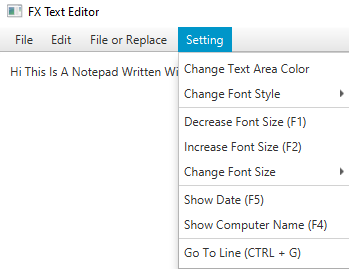 FX Text Editor
File Edit File or Replace Setting
Hi This Is A Notepad Written Wi
Change Text Area Color
Change Font Style
Decrease Font Size (F1)
Increase Font Size (F2)
Change Font Size
Show Date (F5)
Show Computer Name (F4)
Go To Line (CTRL + G)